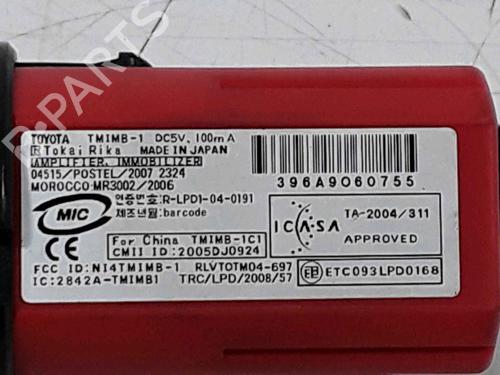 R-PARTS
TOYOTA TMIMB-1 DC5V, 100mA
Tokai Rika MADE IN JAPAN
AMPLIFIER, IMMOBILIZER
04515/POSTEL/2007 2324
MOROCCO:MR3002/2006
MIC
인증번호:R-LPD1-04-0191
제조년월:barcode
CE
For China TMIMB-1C1
CMII ID:2005DJ0924
FCC ID:NI4TMIMB-1 RLVTOTM04-697
IC:2842A-TMIMB1 TRC/LPD/2008/57
396A9060755
ICASA
TA-2004/311
APPROVED
ETC093LPD0168